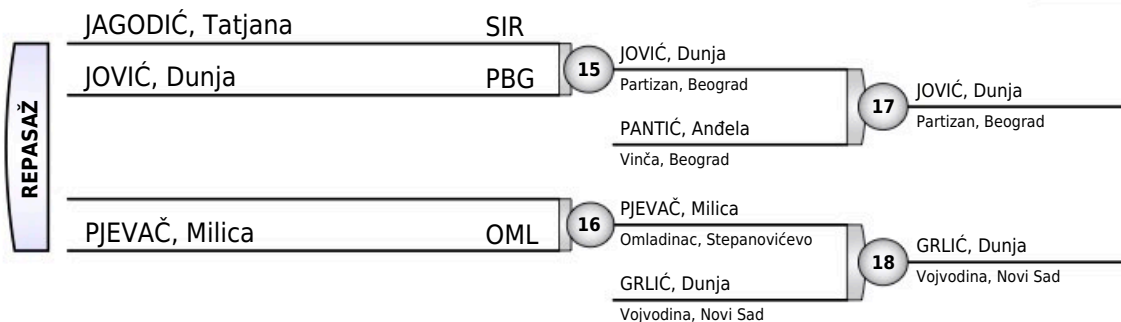 REPASAŽ
JAGODIĆ, Tatjana SIR
JOVIĆ, Dunja PBG
15
JOVIĆ, Dunja
Partizan, Beograd
PANTIĆ, Anđela
Vinča, Beograd
17
JOVIĆ, Dunja
Partizan, Beograd
PJEVAČ, Milica OML
16
PJEVAČ, Milica
Omladinac, Stepanovićevo
GRLIĆ, Dunja
Vojvodina, Novi Sad
18
GRLIĆ, Dunja
Vojvodina, Novi Sad